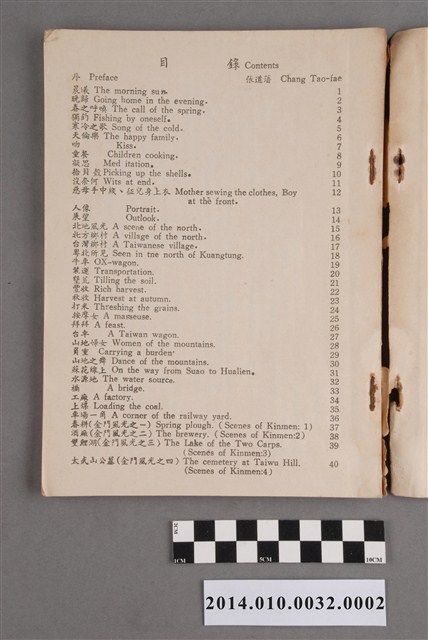 目 錄 Contents
序 Preface 張道藩 Chang Tao-fae
晨曦 The morning sun. 1
晚歸 Going home in the evening. 2
春之呼喚 The call of the spring. 3
獨釣 Fishing by oneself. 4
寒冷之歌 Song of the cold. 5
天倫樂 The happy family. 6
吻 Kiss. 7
童餐 Children cooking. 8
凝思 Meditation. 9
拾貝殼 Picking up the shells. 10
沒奈何 Wits at end. 11
慈母手中綫、征兒身上衣 Mother sewing the clothes, Boy 12
at the front.
人像 Portrait. 13
展望 Outlook. 14
北地風光 A scene of the north. 15
北方鄉村 A village of the north. 16
台灣鄉村 A Taiwanese village. 17
粵北所見 Seen in tne north of Kuangtung. 18
牛車 OX-wagon. 19
裝運 Transportation. 20
墾荒 Tilling the soil. 21
豐收 Rich harvest. 22
秋收 Harvest at autumn. 23
打禾 Threshing the grains. 24
按摩女 A masseuse. 25
拜拜 A feast. 26
台車 A Taiwan wagon. 27
山地婦女 Women of the mountains. 28
負重 Carrying a burden. 29
山地之舞 Dance of the mountains. 30
蘇花線上 On the way from Suao to Hualien. 31
水源地 The water source. 32
橋 A bridge. 33
工廠 A factory. 34
上煤 Loading the coal. 35
車場一角 A corner of the railway yard. 36
春耕(金門風光之一) Spring plough. (Scenes of Kinmen: 1) 37
酒廠(金門風光之二) The brewery. (Scenes of Kinmen:2) 38
雙鯉湖(金門風光之三) The Lake of the Two Carps. 39
(Scenes of Kinmen:3)
太武山公墓(金門風光之四) The cemetery at Taiwu Hill. 40
(Scenes of Kinmen:4)
2CM
1CM 5CM 10CM
2014.010.0032.0002